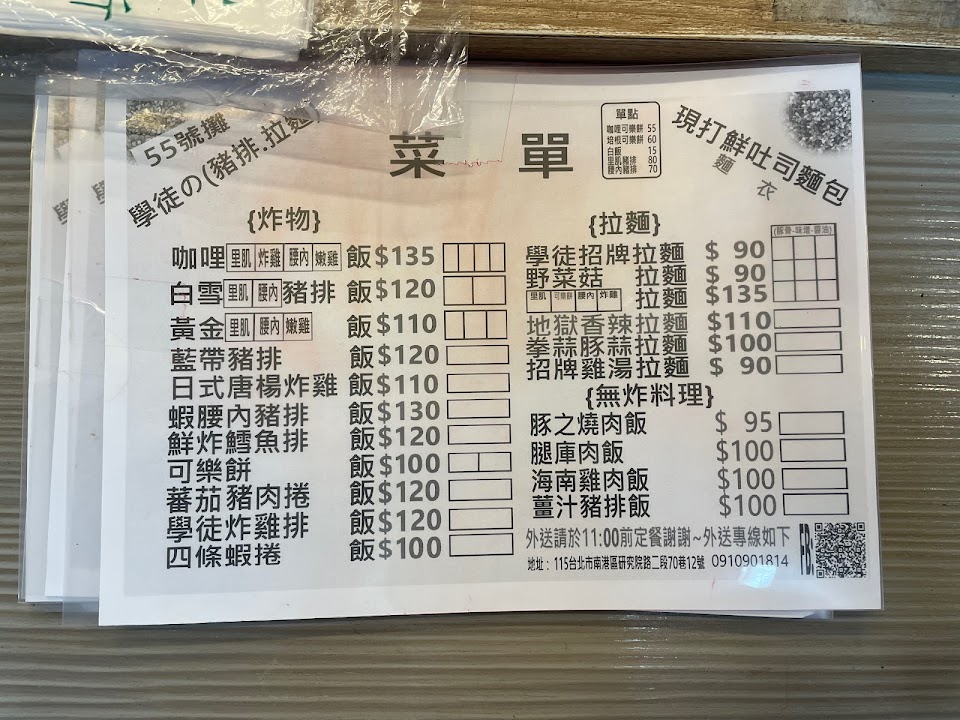 55號攤
學徒の(豬排.拉麵)
菜單
單點
咖哩可樂餅 55
培根可樂餅 60
白飯 15
里肌豬排 80
腰內豬排 70
現打鮮吐司麵包
麵衣
{炸物}
咖哩 里肌 炸雞 腰內 嫩雞 飯 $135
白雪 里肌 腰內 豬排 飯 $120
黃金 里肌 腰內 嫩雞 飯 $110
藍帶豬排 飯 $120
日式唐楊炸雞 飯 $110
蝦腰內豬排 飯 $130
鮮炸鱈魚排 飯 $120
可樂餅 飯 $100
蕃茄豬肉捲 飯 $120
學徒炸雞排 飯 $120
四條蝦捲 飯 $100
{拉麵}
(豚骨-味增-醬油)
學徒招牌拉麵 $ 90
野菜菇 拉麵 $ 90
里肌 可樂餅 腰內 炸雞 拉麵 $135
地獄香辣拉麵 $110
拳蒜豚蒜拉麵 $100
招牌雞湯拉麵 $ 90
{無炸料理}
豚之燒肉飯 $ 95
腿庫肉飯 $100
海南雞肉飯 $100
薑汁豬排飯 $100
外送請於11:00前定餐謝謝~外送專線如下
地址: 115台北市南港區研究院路二段70巷12號 0910901814
FB: